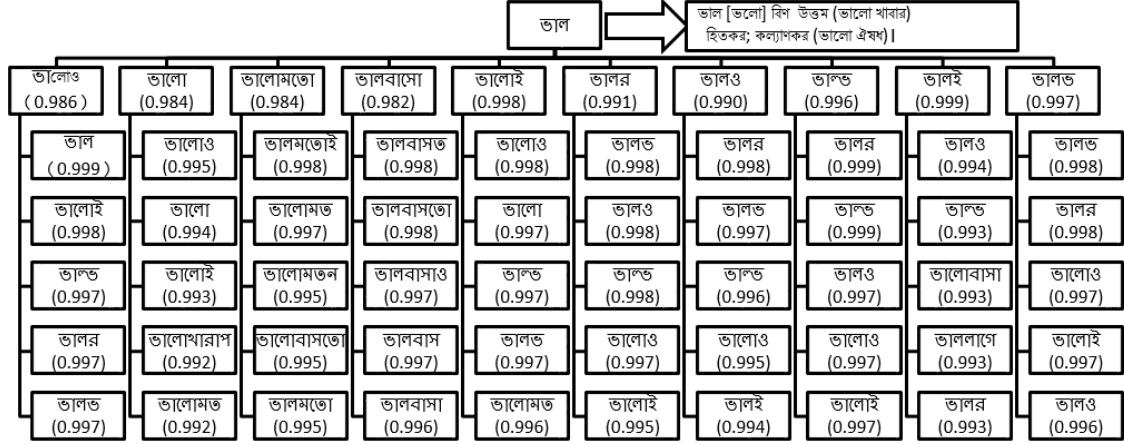 ভাল
ভাল [ভলো] বিণ উত্তম (ভালো খাবার)
হিতকর; কল্যাণকর (ভালো ঔষধ)।
ভালোও ভালো ভালোমতো ভালবাসো ভালোই ভালর ভালও ভাল্ভ ভালই ভালভ
(0.986) (0.984) (0.984) (0.982) (0.998) (0.991) (0.990) (0.996) (0.999) (0.997)
ভাল ভালোও ভালমতোই ভালবাসত ভালোও ভালভ ভালর ভালর ভালও ভালভ
(0.999) (0.995) (0.998) (0.998) (0.998) (0.998) (0.998) (0.999) (0.994) (0.998)
ভালোই ভালো ভালোমত ভালবাসতো ভালো ভালও ভালভ ভাল্ভ ভাল্ভ ভালর
(0.998) (0.994) (0.997) (0.998) (0.997) (0.998) (0.997) (0.999) (0.993) (0.998)
ভাল্ভ ভালোই ভালোমতন ভালবাসাও ভাল্ভ ভাল্ভ ভাল্ভ ভালও ভালোবাসা ভালোও
(0.997) (0.993) (0.995) (0.997) (0.997) (0.998) (0.996) (0.997) (0.993) (0.997)
ভালর ভালোখারাপ ভালোবাসতো ভালবাস ভালভ ভালোও ভালোও ভালোও ভাললাগে ভালোই
(0.997) (0.992) (0.995) (0.997) (0.997) (0.997) (0.995) (0.997) (0.993) (0.997)
ভালভ ভালোমত ভালমতো ভালবাসা ভালোমত ভালোই ভালই ভালোই ভালর ভালও
(0.997) (0.992) (0.995) (0.996) (0.996) (0.995) (0.994) (0.997) (0.993) (0.996)